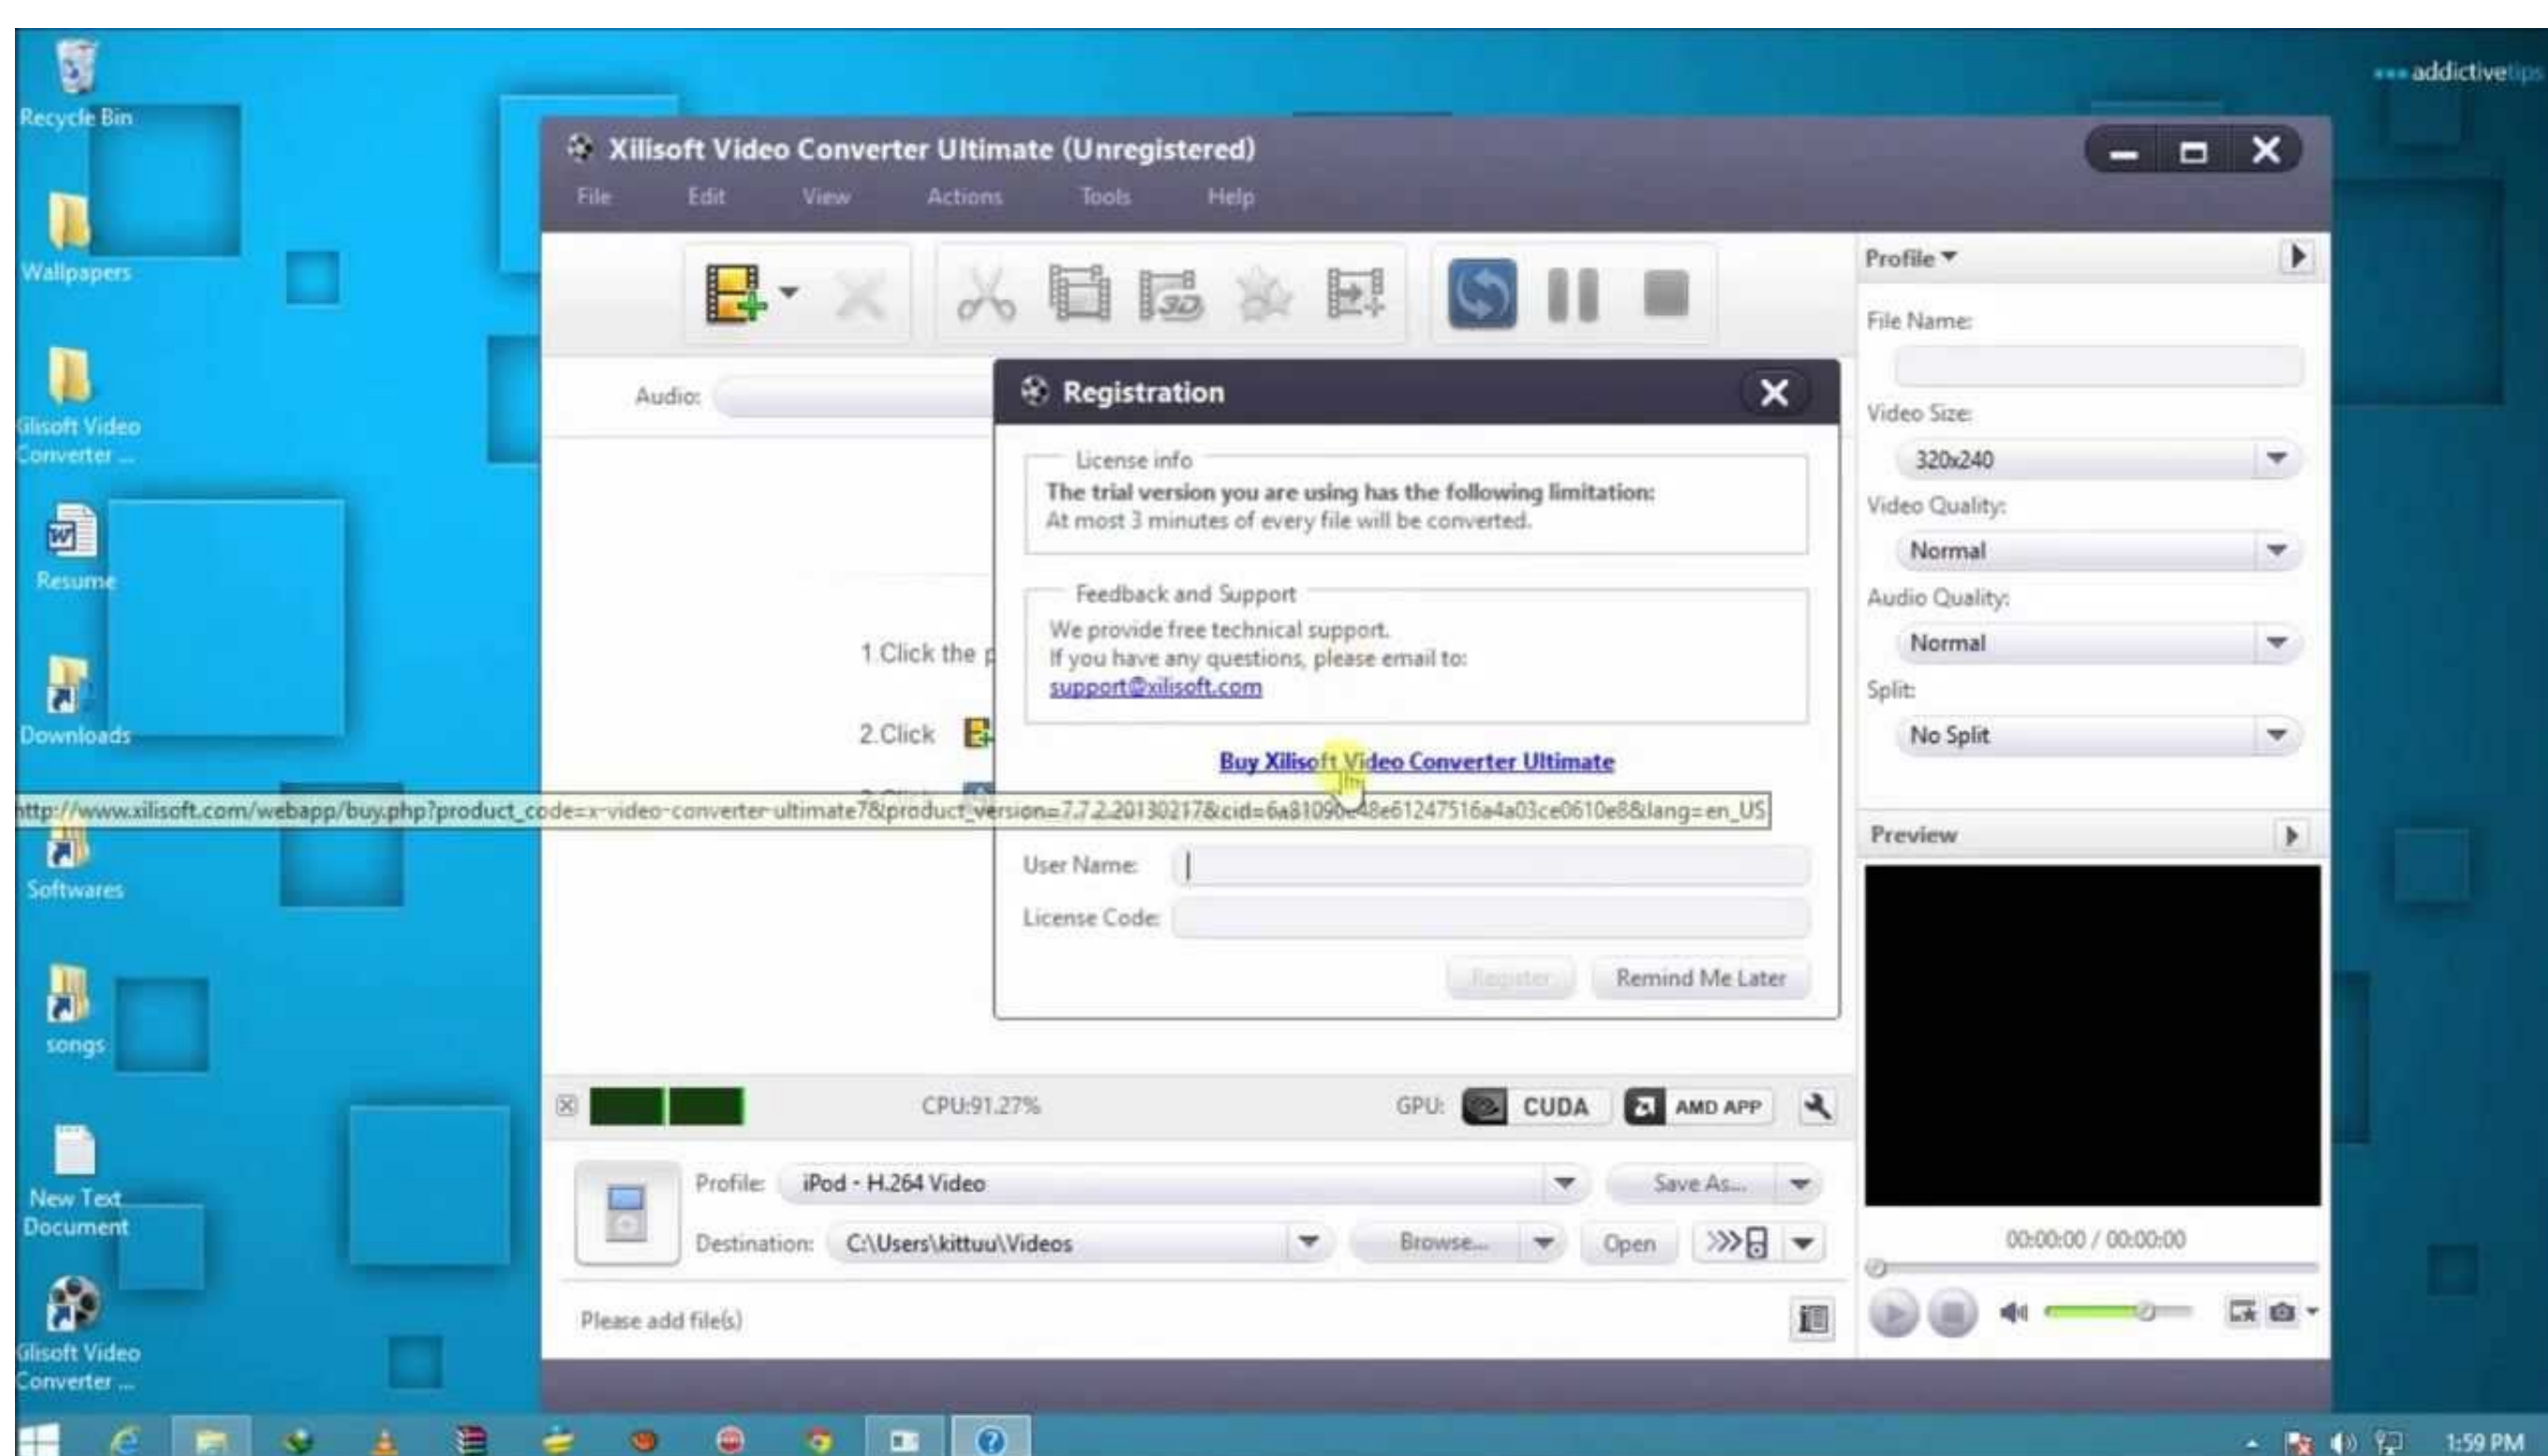 addictivetips
Recycle Bin
Wallpapers
Converter ...
Resume
Downloads
Softwares
songs
New Text
Document
Converter ...
Xilisoft Video Converter Ultimate (Unregistered)
File Edit View Actions Tools Help
3D
Audio:
1.Click the
2.Click
Registration
License info
The trial version you are using has the following limitation:
At most 3 minutes of every file will be converted.
Feedback and Support
We provide free technical support.
If you have any questions, please email to:
support@xilisoft.com
Buy Xilisoft Video Converter Ultimate
User Name:
License Code:
Register Remind Me Later
Profile
File Name:
Video Size:
320x240
Video Quality:
Normal
Audio Quality:
Normal
Split:
No Split
Preview
00:00:00 / 00:00:00
CPU:91.27%
GPU: CUDA AMD APP
Profile: iPod - H.264 Video Save As...
Destination: C:\Users\kittuu\Videos Browse... Open
Please add file(s)
1:59 PM